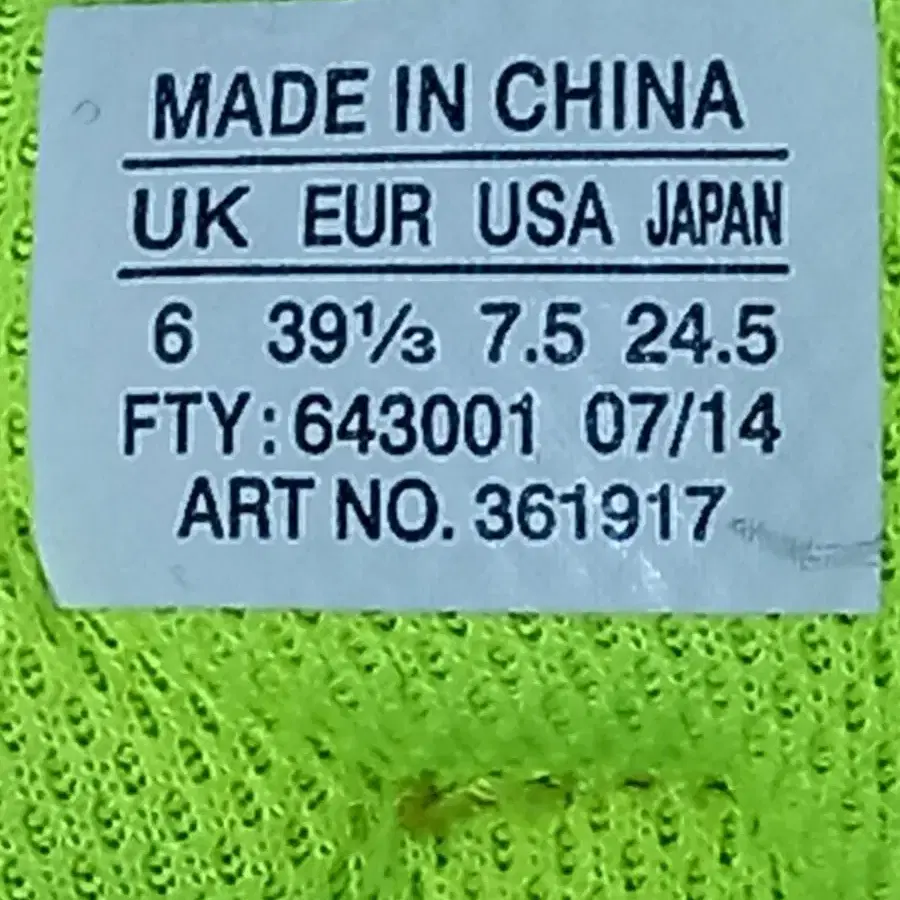 MADE IN CHINA
UK EUR USA JAPAN
6 39⅓ 7.5 24.5
FTY:643001 07/14
ART NO. 361917